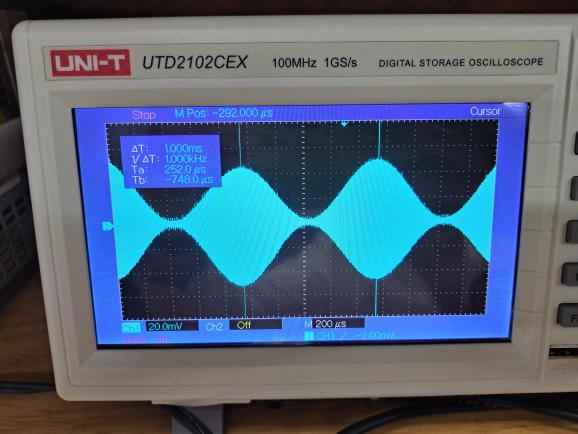 UNI-T UTD2102CEX 100MHz 1GS/s DIGITAL STORAGE OSCILLOSCOPE
Stop M Pos: -292.000 μs Cursor
ΔT: 1.000ms
1/ΔT: 1.000kHz
Ta: 252.0 μs
Tb: -748.0 μs
Ch1 20.0mV Ch2 Off M 200 μs
1 CH1 -2.00mV